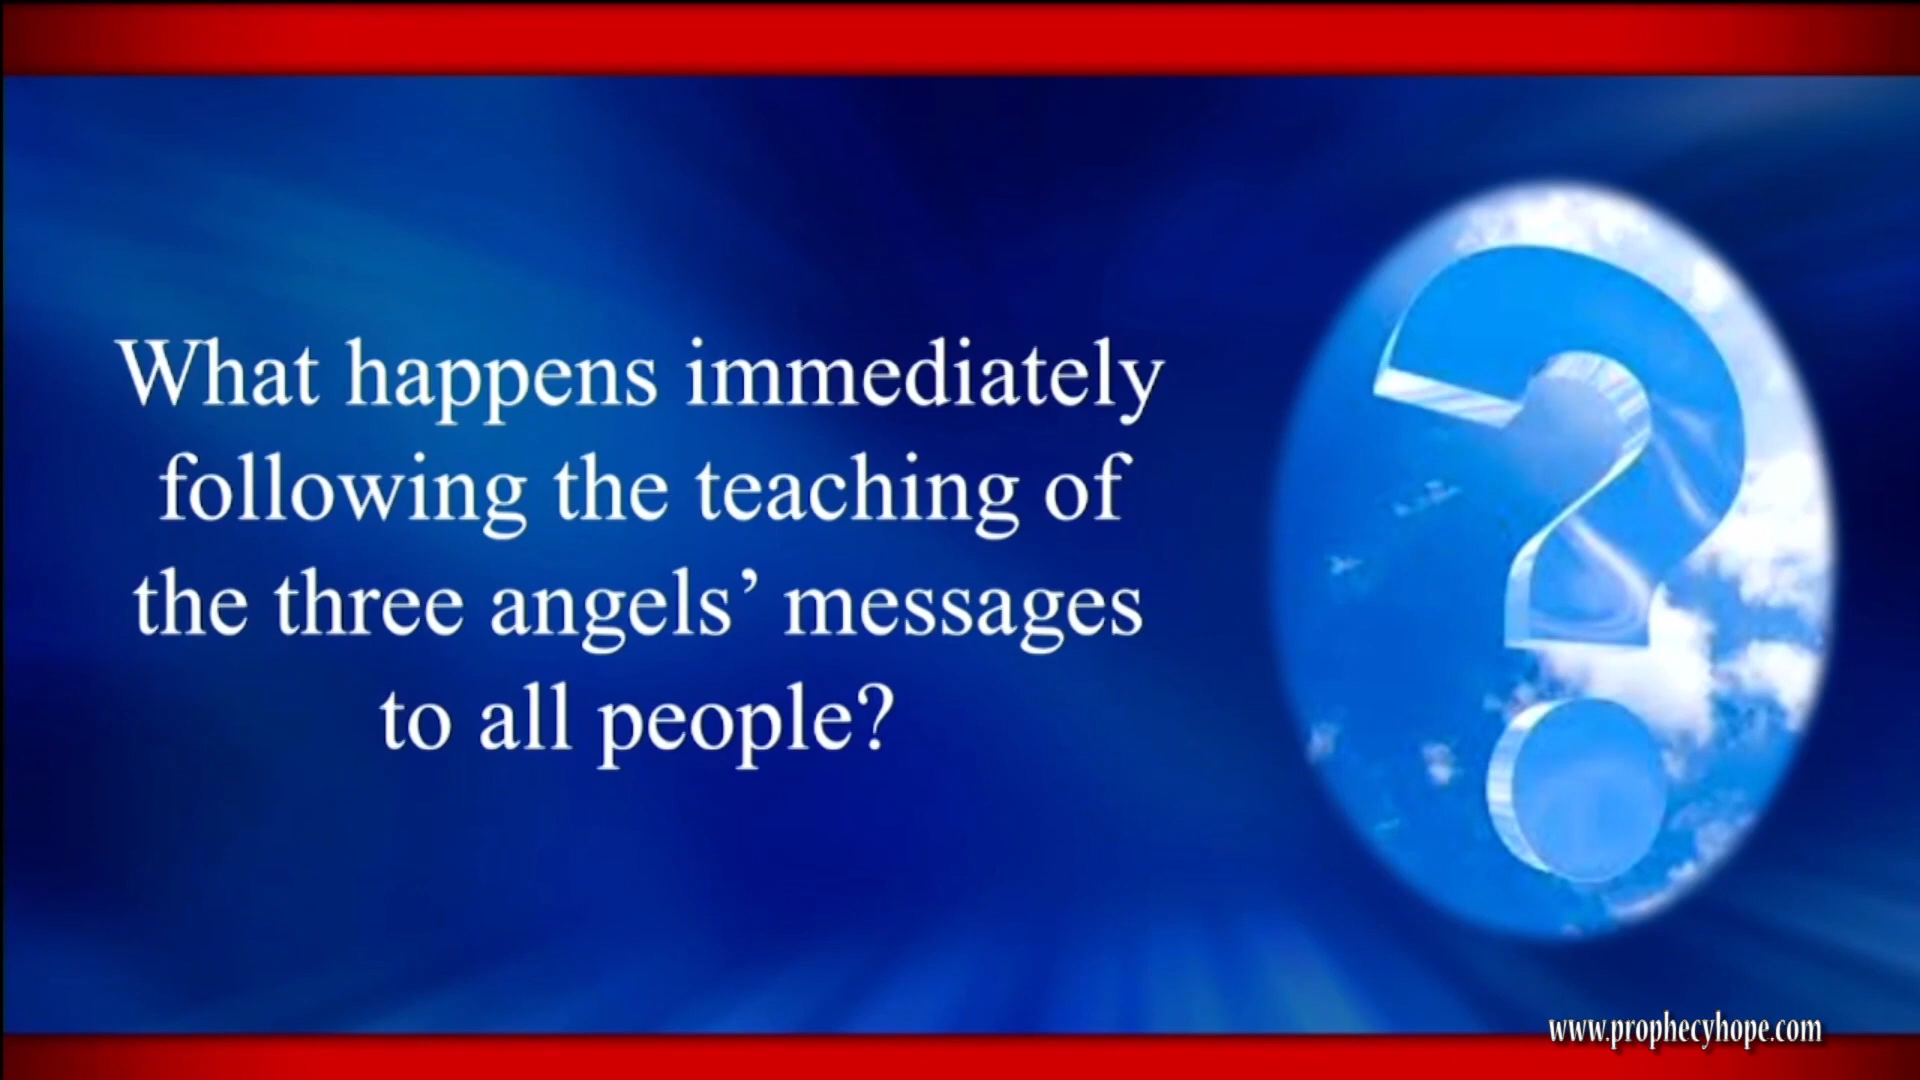 What happens immediately
following the teaching of
the three angels’ messages
to all people?
www.prophecyhope.com